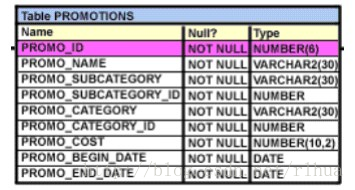 Table PROMOTIONS
Name Null? Type
PROMO_ID NOT NULL NUMBER(6)
PROMO_NAME NOT NULL VARCHAR2(30)
PROMO_SUBCATEGORY NOT NULL VARCHAR2(30)
PROMO_SUBCATEGORY_ID NOT NULL NUMBER
PROMO_CATEGORY NOT NULL VARCHAR2(30)
PROMO_CATEGORY_ID NOT NULL NUMBER
PROMO_COST NOT NULL NUMBER(10,2)
PROMO_BEGIN_DATE NOT NULL DATE
PROMO_END_DATE NOT NULL DATE